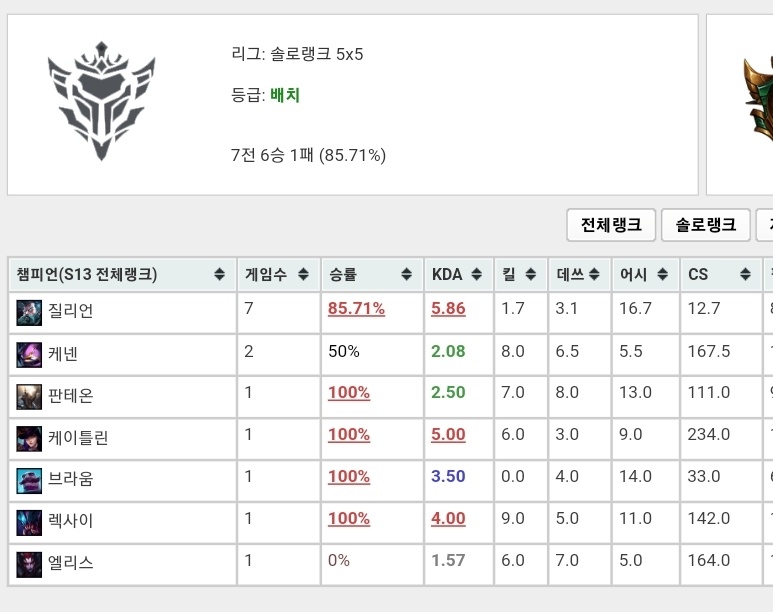 리그: 솔로랭크 5x5
등급: 배치
7전 6승 1패 (85.71%)
전체랭크 솔로랭크
챔피언(S13 전체랭크) 게임수 승률 KDA 킬 데쓰 어시 CS
질리언 7 85.71% 5.86 1.7 3.1 16.7 12.7
케넨 2 50% 2.08 8.0 6.5 5.5 167.5
판테온 1 100% 2.50 7.0 8.0 13.0 111.0
케이틀린 1 100% 5.00 6.0 3.0 9.0 234.0
브라움 1 100% 3.50 0.0 4.0 14.0 33.0
렉사이 1 100% 4.00 9.0 5.0 11.0 142.0
엘리스 1 0% 1.57 6.0 7.0 5.0 164.0